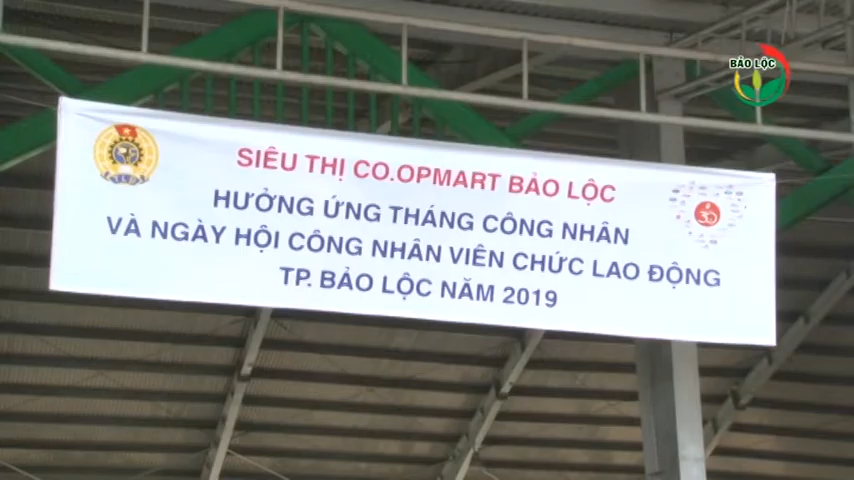 BẢO LỘC
SIÊU THỊ CO.OPMART BẢO LỘC
HƯỞNG ỨNG THÁNG CÔNG NHÂN
VÀ NGÀY HỘI CÔNG NHÂN VIÊN CHỨC LAO ĐỘNG
TP. BẢO LỘC NĂM 2019
30